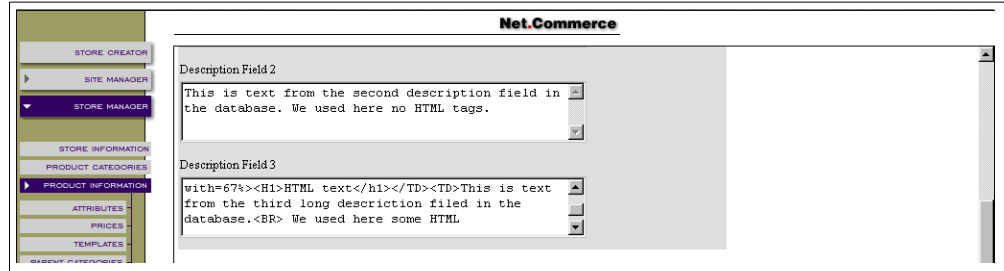 Net.Commerce
STORE CREATOR
SITE MANAGER
STORE MANAGER
STORE INFORMATION
PRODUCT CATEGORIES
PRODUCT INFORMATION
ATTRIBUTES
PRICES
TEMPLATES
PARENT CATEGORIES
Description Field 2
This is text from the second description field in
the database. We used here no HTML tags.
Description Field 3
with=67%><H1>HTML text</h1></TD><TD>This is text
from the third long descriction filed in the
database.<BR> We used here some HTML